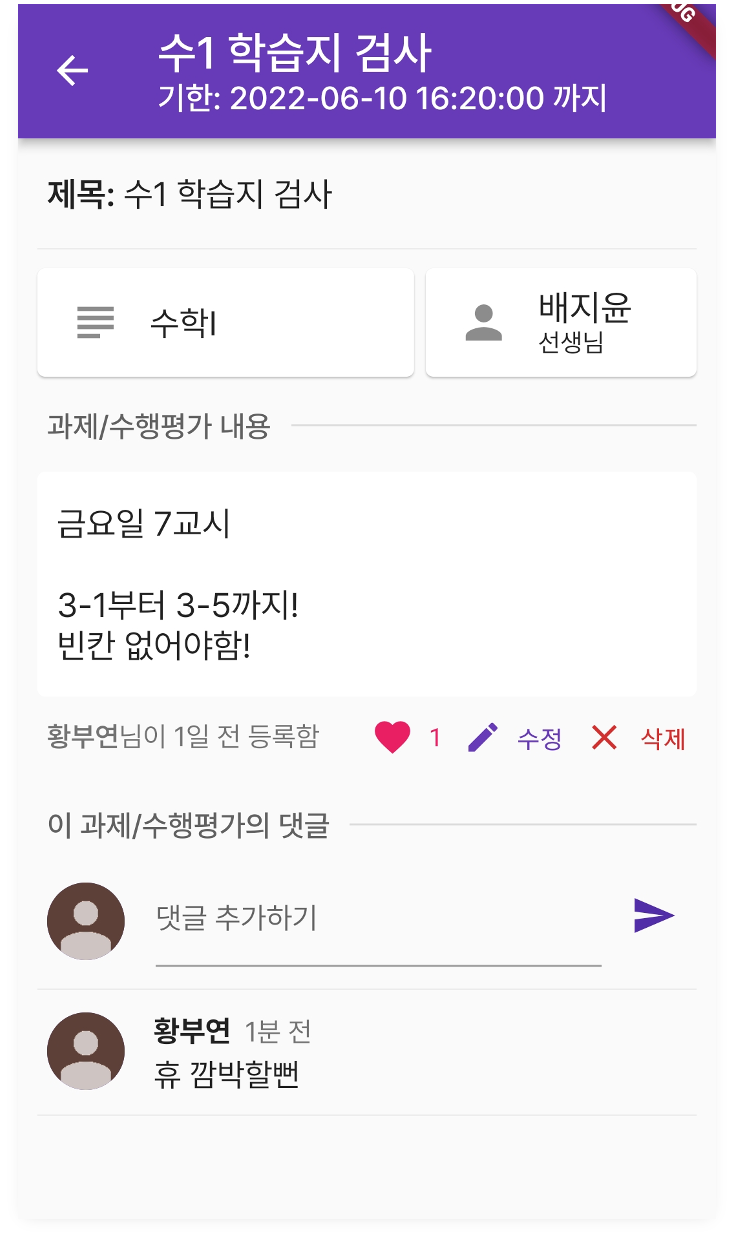 수1 학습지 검사
기한: 2022-06-10 16:20:00 까지
제목: 수1 학습지 검사
수학I
배지윤
선생님
과제/수행평가 내용
금요일 7교시
3-1부터 3-5까지!
빈칸 없어야함!
황부연님이 1일 전 등록함 1 수정 삭제
이 과제/수행평가의 댓글
댓글 추가하기
황부연 1분 전
휴 깜박할뻔